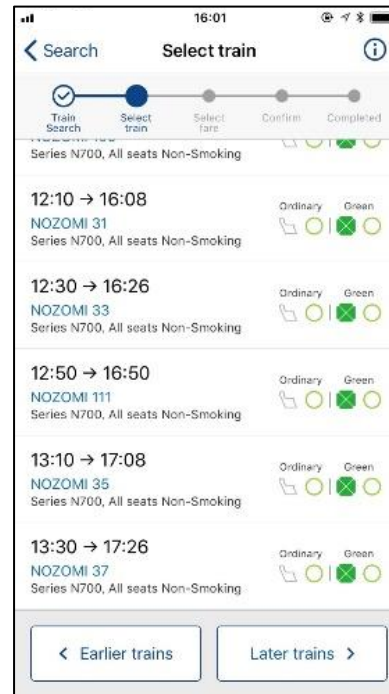 16:01
Search
Select train
Train Search
Select train
Select fare
Confirm
Completed
Series N700, All seats Non-Smoking
12:10 → 16:08
Ordinary Green
NOZOMI 31
Series N700, All seats Non-Smoking
12:30 → 16:26
Ordinary Green
NOZOMI 33
Series N700, All seats Non-Smoking
12:50 → 16:50
Ordinary Green
NOZOMI 111
Series N700, All seats Non-Smoking
13:10 → 17:08
Ordinary Green
NOZOMI 35
Series N700, All seats Non-Smoking
13:30 → 17:26
Ordinary Green
NOZOMI 37
Series N700, All seats Non-Smoking
Earlier trains
Later trains